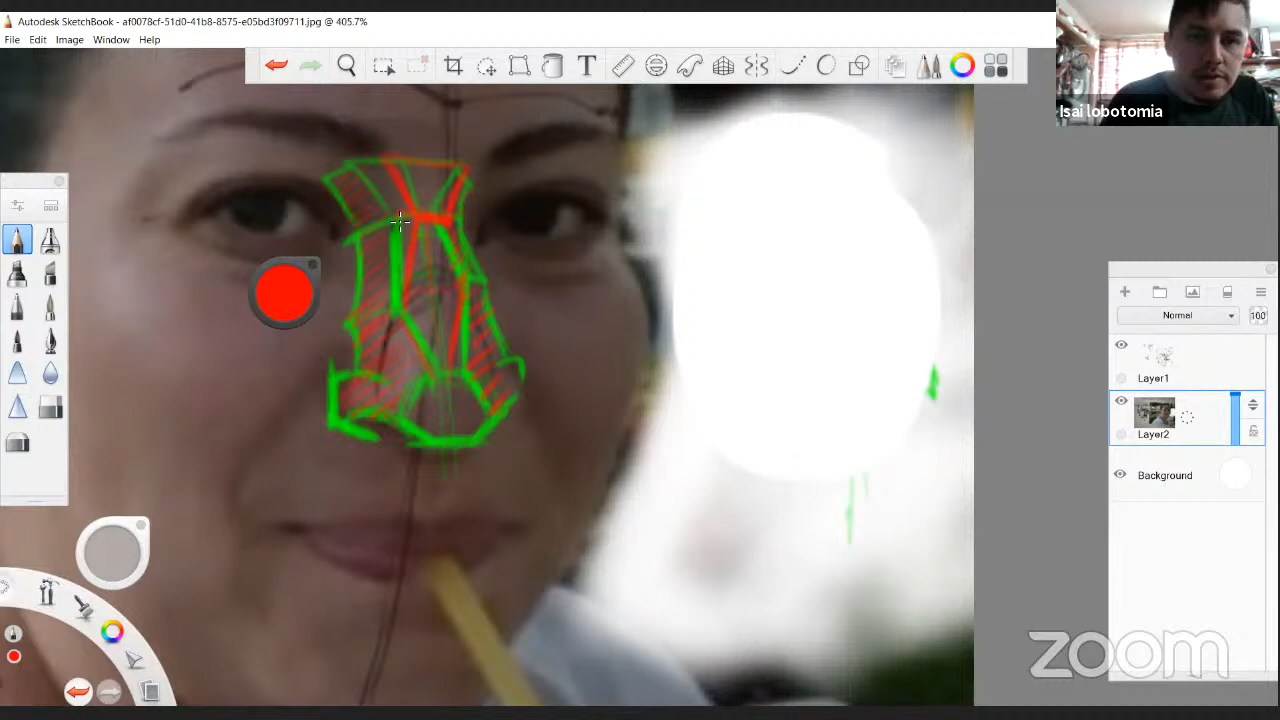 Autodesk SketchBook - af0078cf-51d0-41b8-8575-e05bd3f09711.jpg @ 405.7%
File Edit Image Window Help
T
Isai lobotomia
Normal
100
Layer1
Layer2
Background
zoom